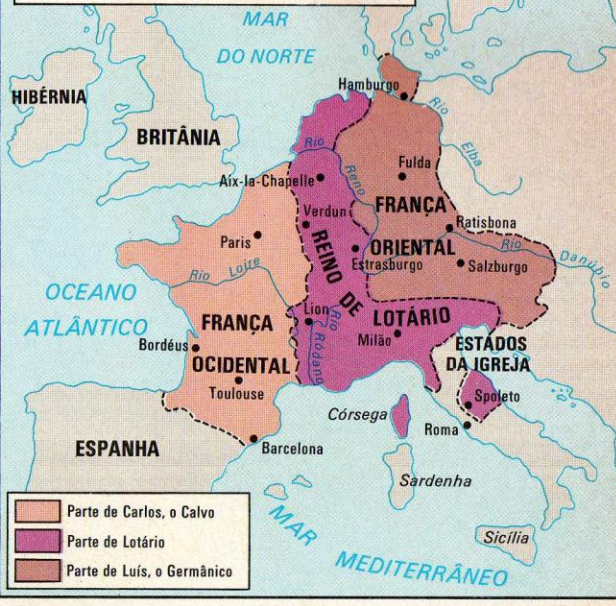 MAR
DO NORTE
HIBÉRNIA
BRITÂNIA
Hamburgo
Rio
Elba
Rio
Reno
Fulda
Aix-la-Chapelle
FRANÇA
ORIENTAL
Verdun
Ratisbona
Paris
REINO DE
LOTÁRIO
Estrasburgo
Rio
Danúbio
Salzburgo
Rio Loire
OCEANO
ATLÂNTICO
FRANÇA
OCIDENTAL
Lion
Rio
Rodano
Milão
Bordéus
ESTADOS
DA IGREJA
Toulouse
Spoleto
Córsega
Roma
ESPANHA
Barcelona
Sardenha
Sicília
MAR
MEDITERRÂNEO
Parte de Carlos, o Calvo
Parte de Lotário
Parte de Luís, o Germânico